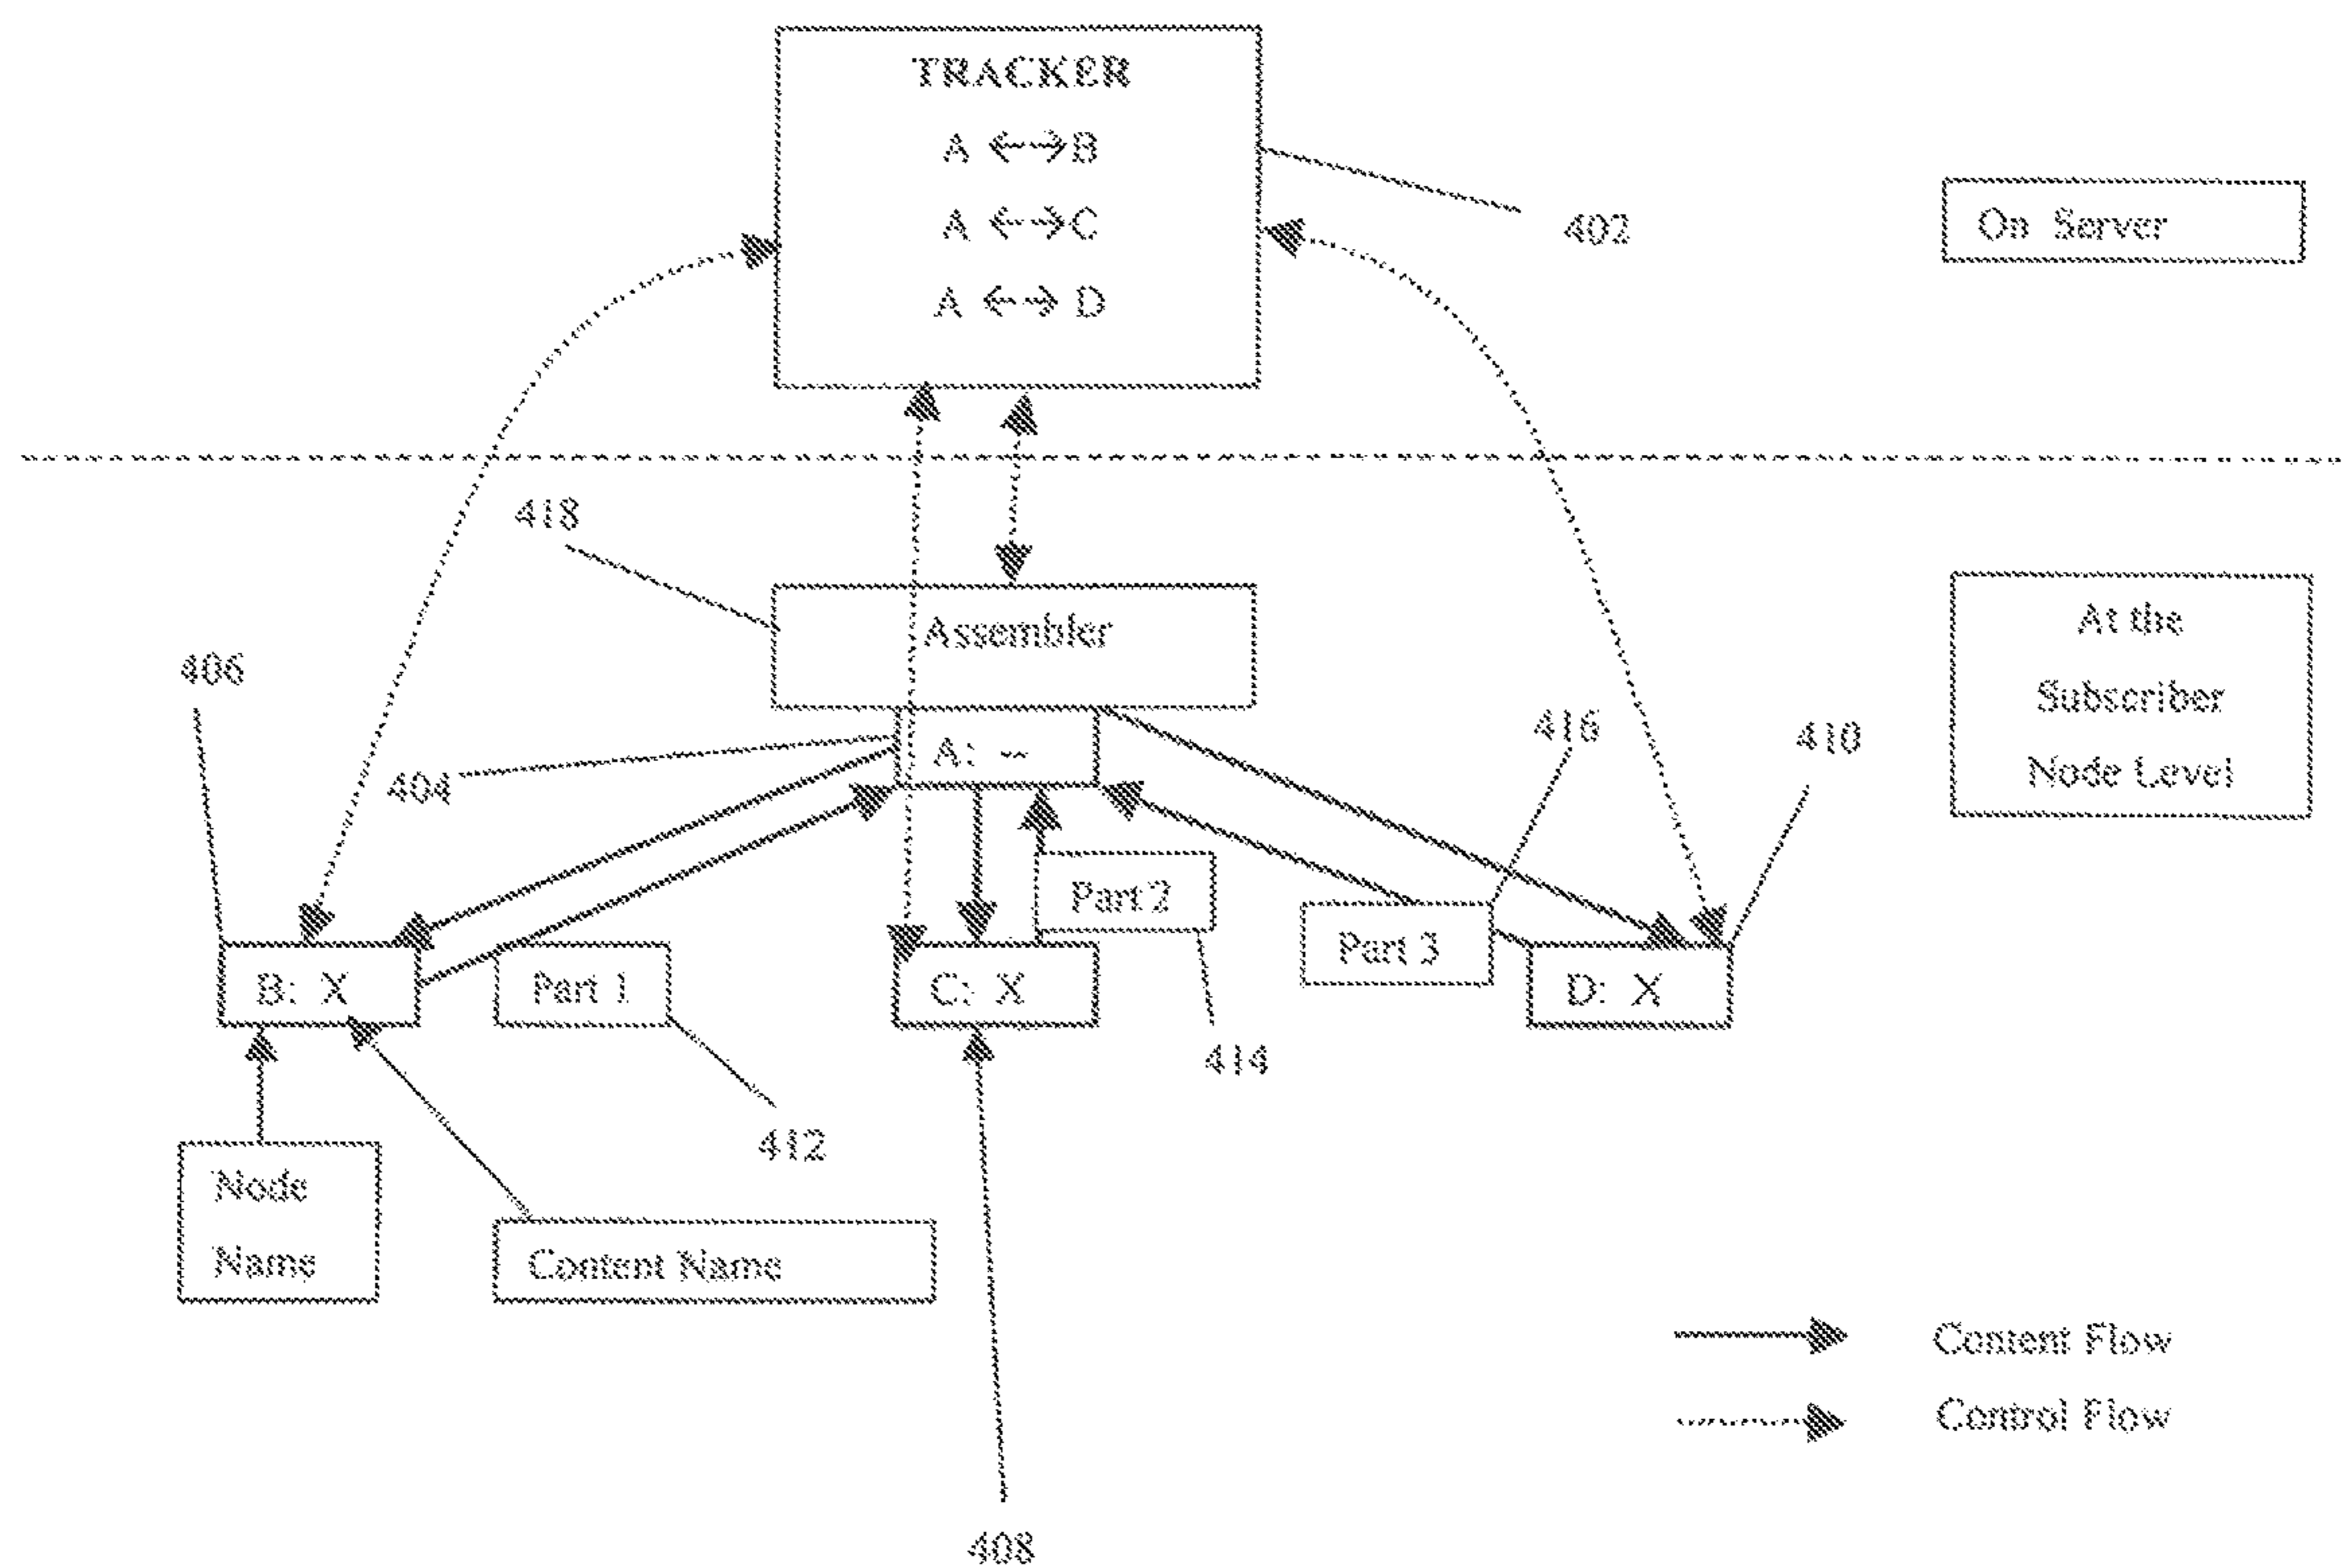 TRACKER
A <--> B
A <--> C
A <--> D
402
On Server
418
Assembler
At the
Subscriber
Node Level
406
404
A: --
416
410
Part 2
Part 3
B: X
Part 1
C: X
D: X
414
412
Node
Name
Content Name
Content Flow
Control Flow
408